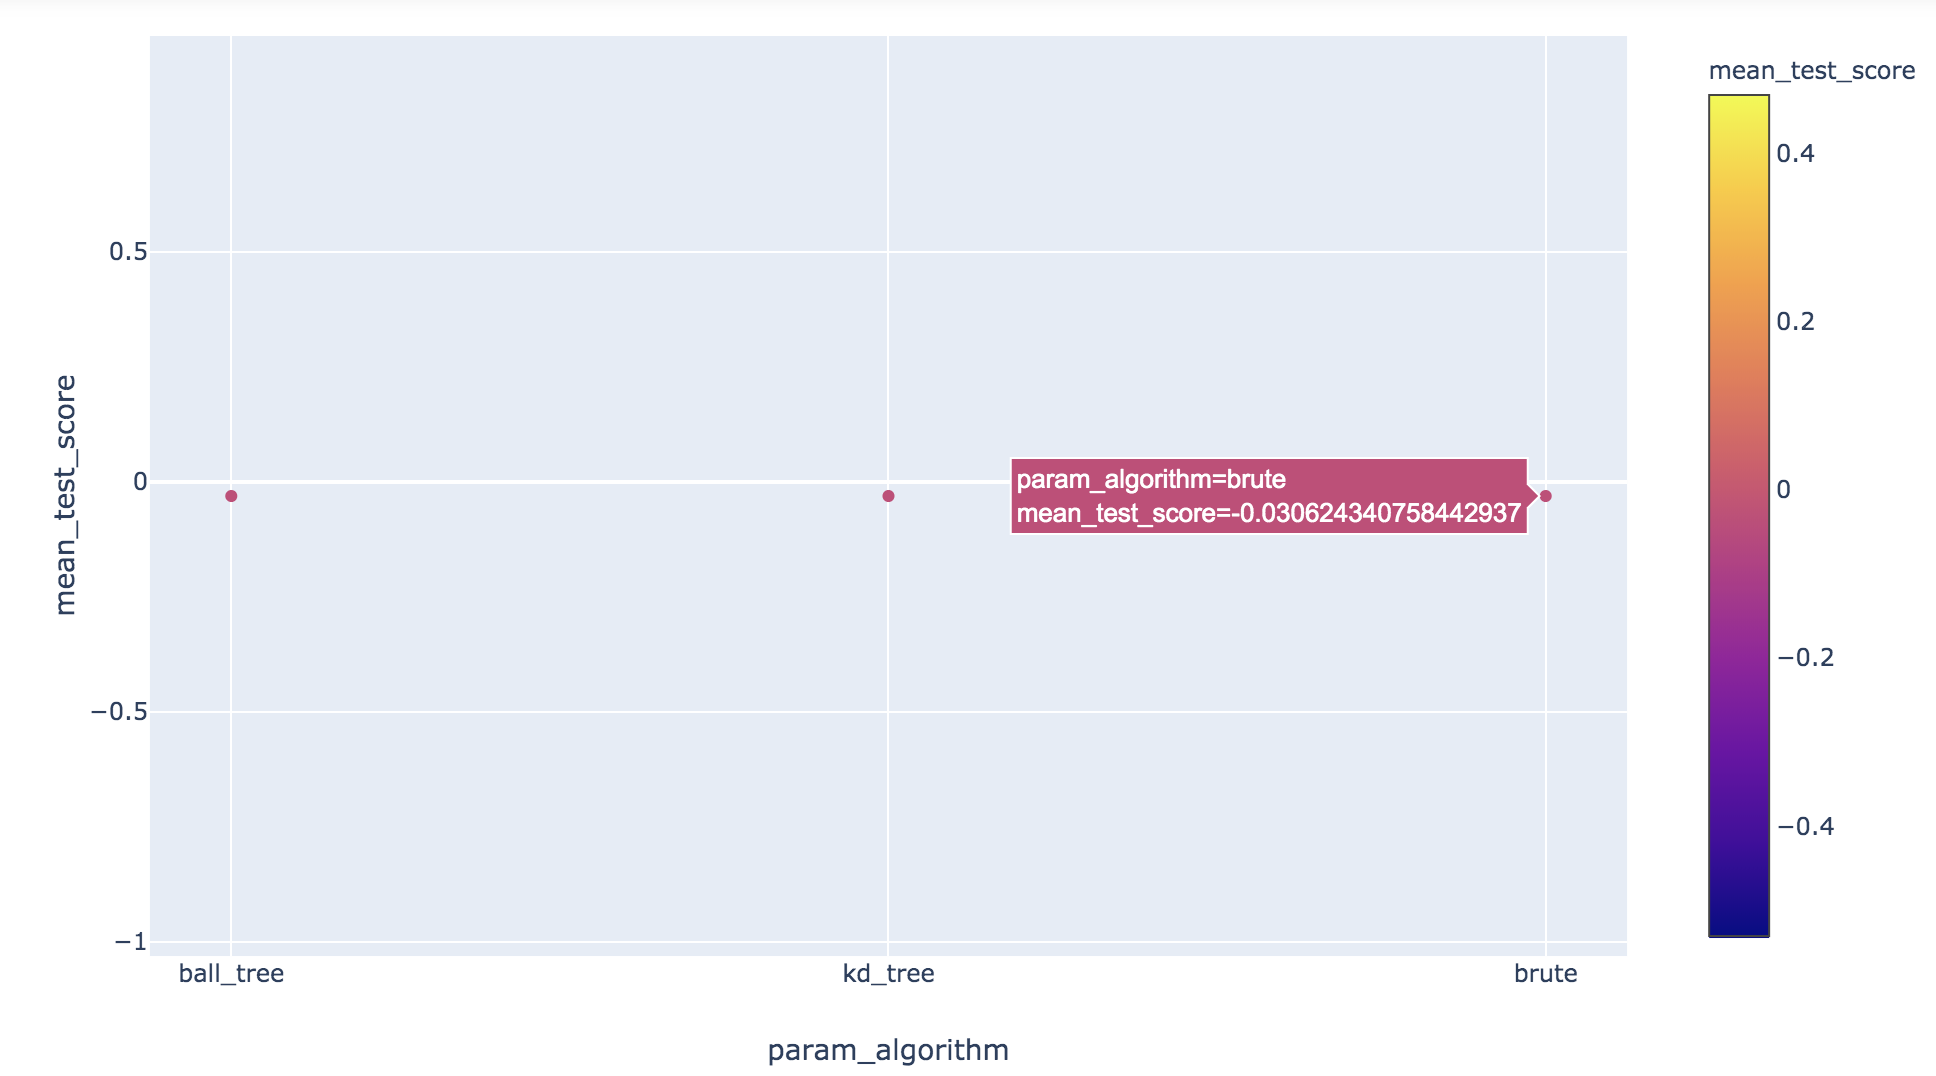 mean_test_score
0.5
0
−0.5
−1
ball_tree
kd_tree
brute
param_algorithm
param_algorithm=brute
mean_test_score=-0.030624340758442937
mean_test_score
0.4
0.2
0
−0.2
−0.4